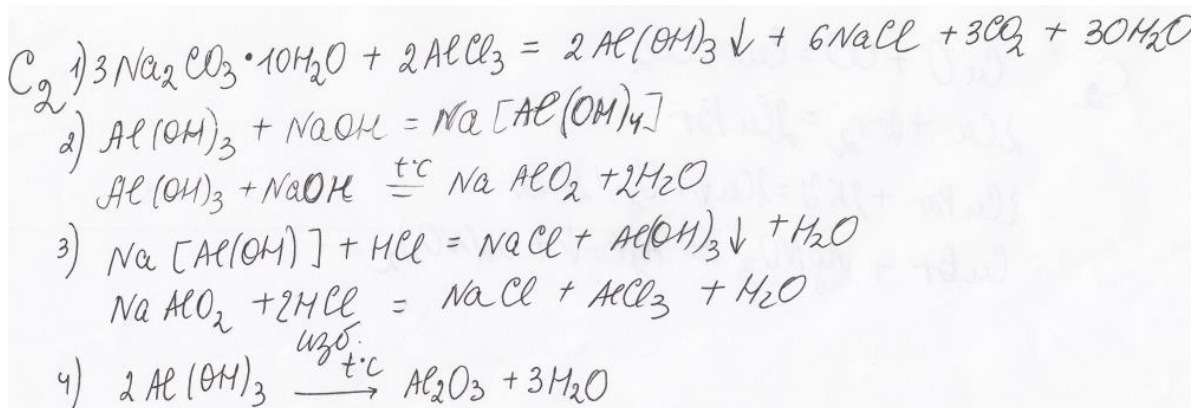 C₂ 1) 3Na₂CO₃·10H₂O + 2AlCl₃ = 2Al(OH)₃↓ + 6NaCl + 3CO₂ + 30H₂O
2) Al(OH)₃ + NaOH = Na[Al(OH)₄]
Al(OH)₃ + NaOH t°C = NaAlO₂ + 2H₂O
3) Na[Al(OH)] + HCl = NaCl + Al(OH)₃↓ + H₂O
NaAlO₂ + 2HCl = NaCl + AlCl₃ + H₂O
изб.
4) 2Al(OH)₃ t°C → Al₂O₃ + 3H₂O